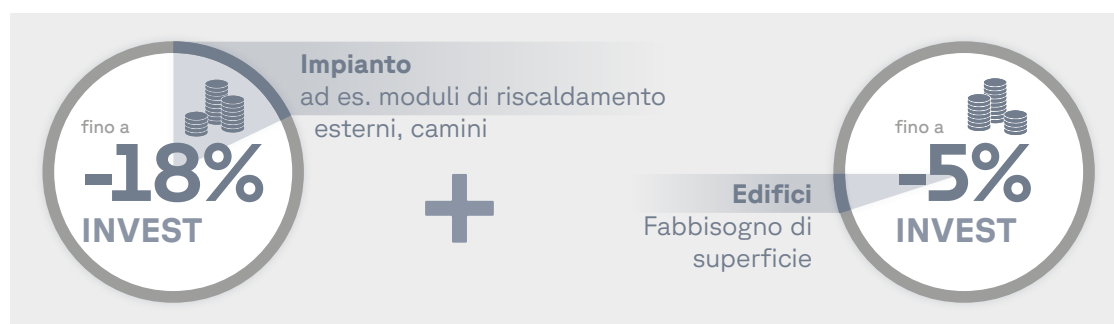 fino a
-18%
INVEST
Impianto
ad es. moduli di riscaldamento
esterni, camini
+
Edifici
Fabbisogno di
superficie
fino a
-5%
INVEST